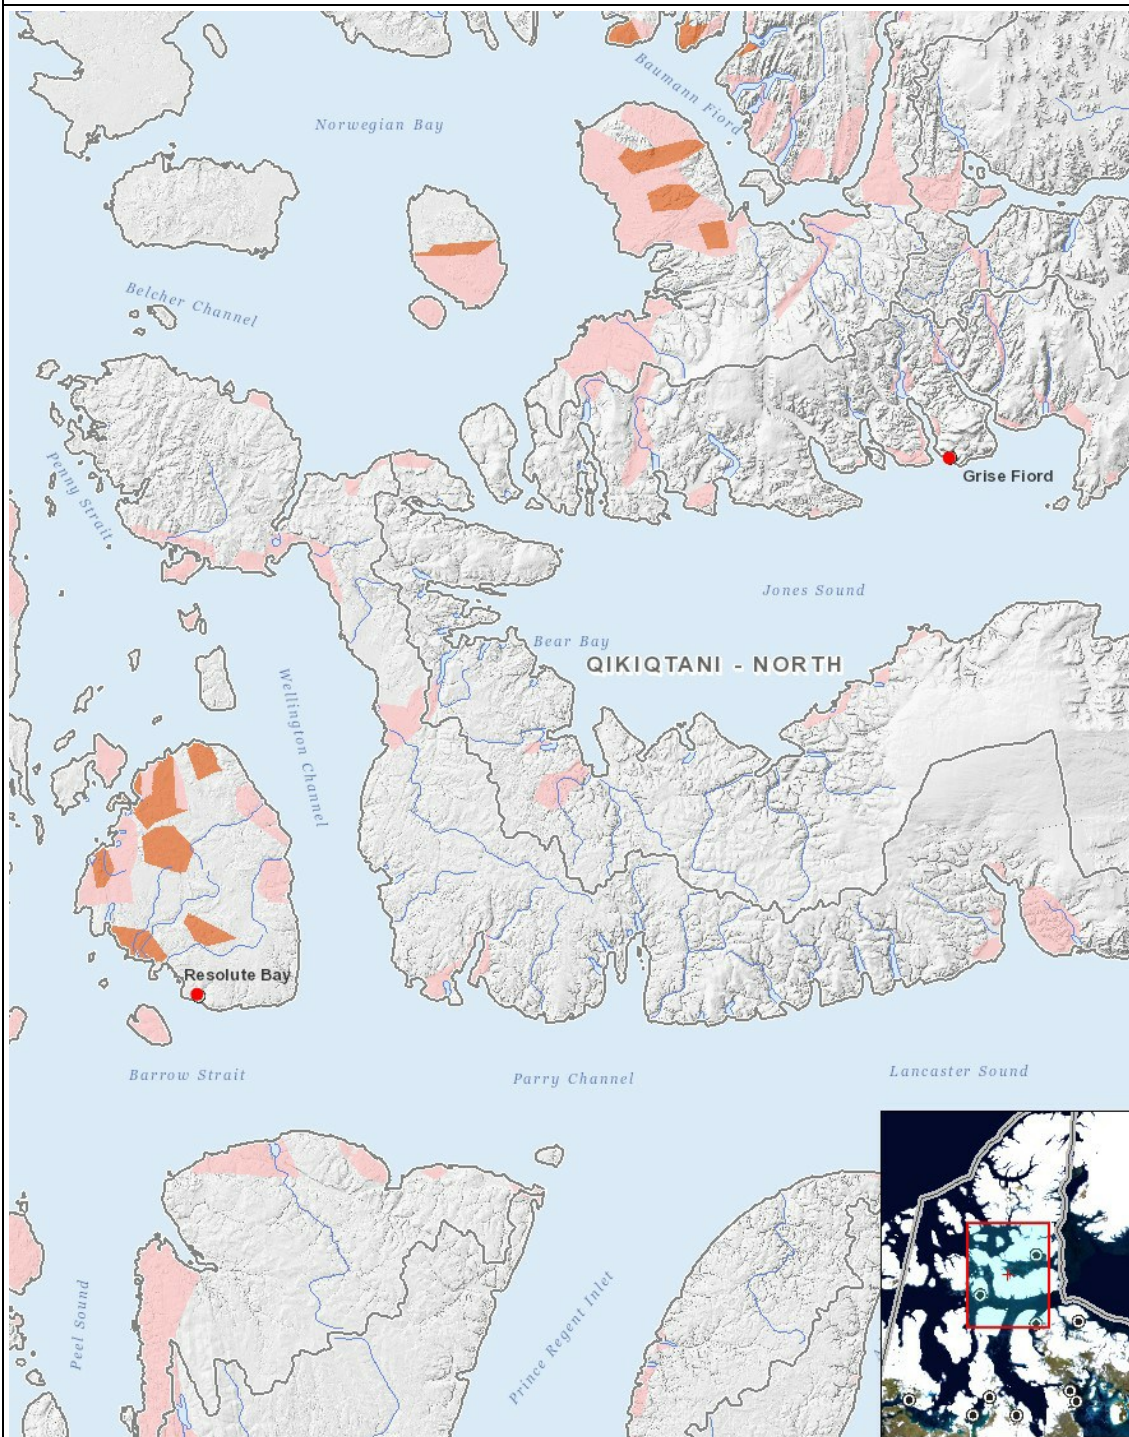 Baumann Fiord
Norwegian Bay
Belcher Channel
Penny Strait
Grise Fiord
Jones Sound
Bear Bay
QIKIQTANI - NORTH
Wellington Channel
Resolute Bay
Barrow Strait
Parry Channel
Lancaster Sound
Peel Sound
Prince Regent Inlet
A